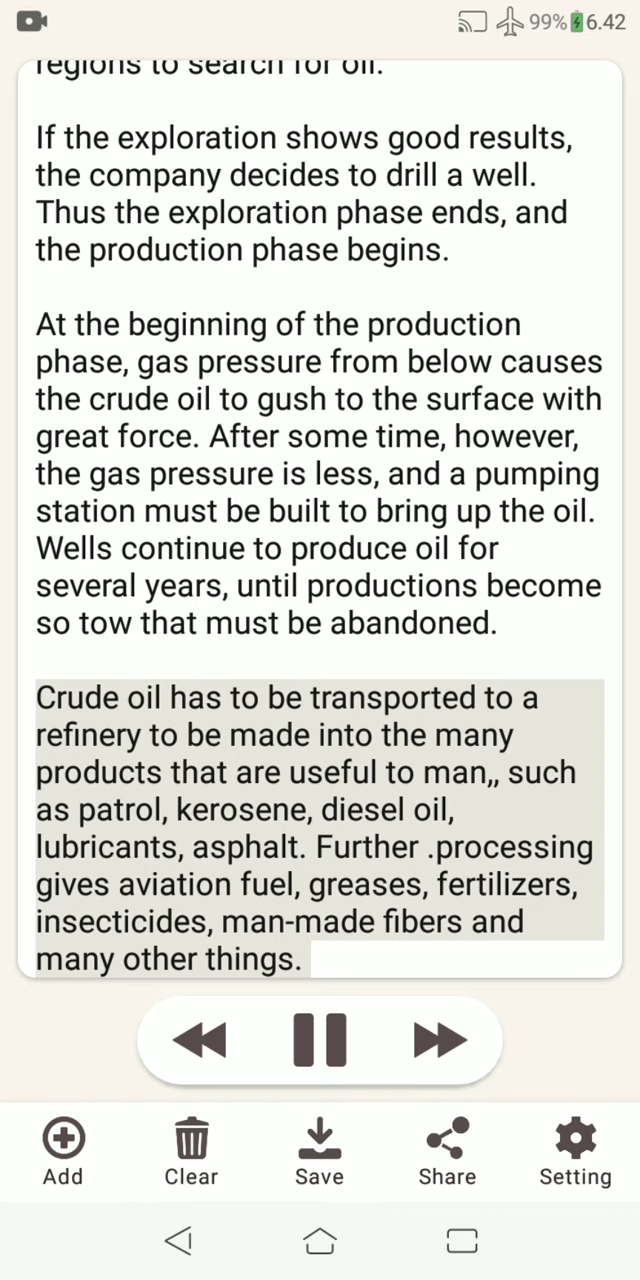 99% 6.42
regions to search for oil.
If the exploration shows good results,
the company decides to drill a well.
Thus the exploration phase ends, and
the production phase begins.
At the beginning of the production
phase, gas pressure from below causes
the crude oil to gush to the surface with
great force. After some time, however,
the gas pressure is less, and a pumping
station must be built to bring up the oil.
Wells continue to produce oil for
several years, until productions become
so tow that must be abandoned.
Crude oil has to be transported to a
refinery to be made into the many
products that are useful to man,, such
as patrol, kerosene, diesel oil,
lubricants, asphalt. Further .processing
gives aviation fuel, greases, fertilizers,
insecticides, man-made fibers and
many other things.
Add Clear Save Share Setting